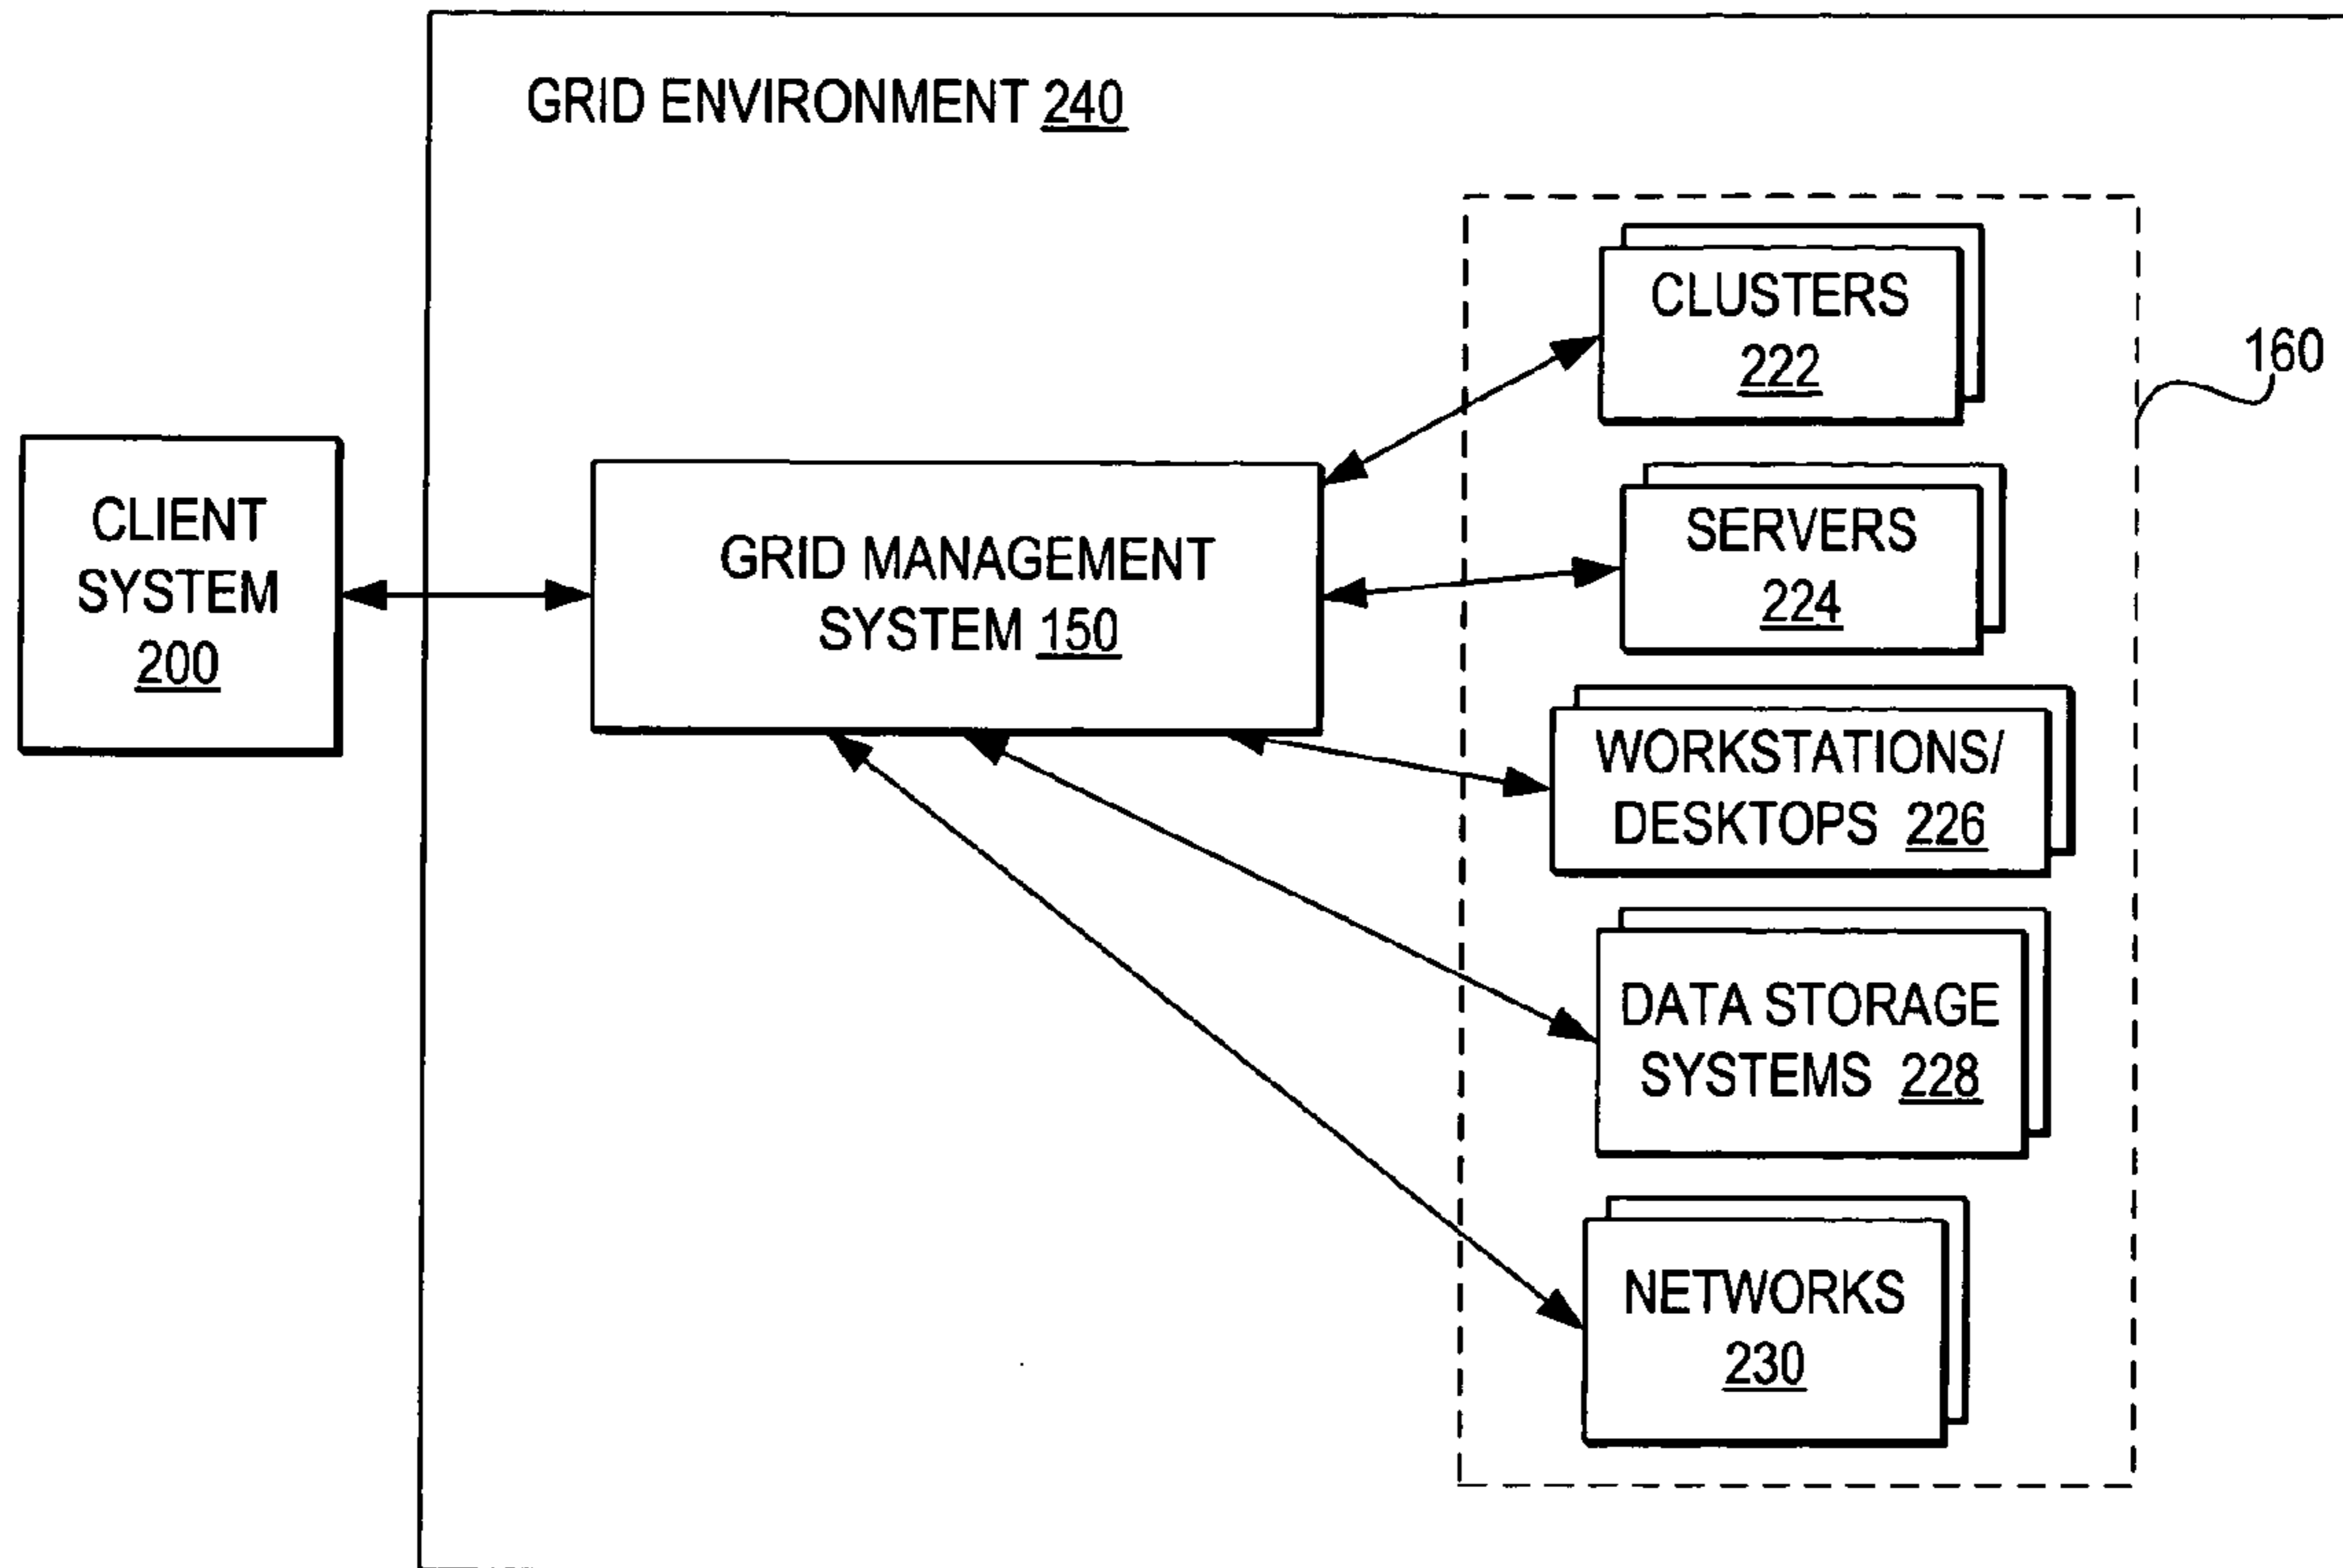 GRID ENVIRONMENT 240
CLIENT
SYSTEM
200
GRID MANAGEMENT
SYSTEM 150
CLUSTERS
222
160
SERVERS
224
WORKSTATIONS/
DESKTOPS 226
DATA STORAGE
SYSTEMS 228
NETWORKS
230